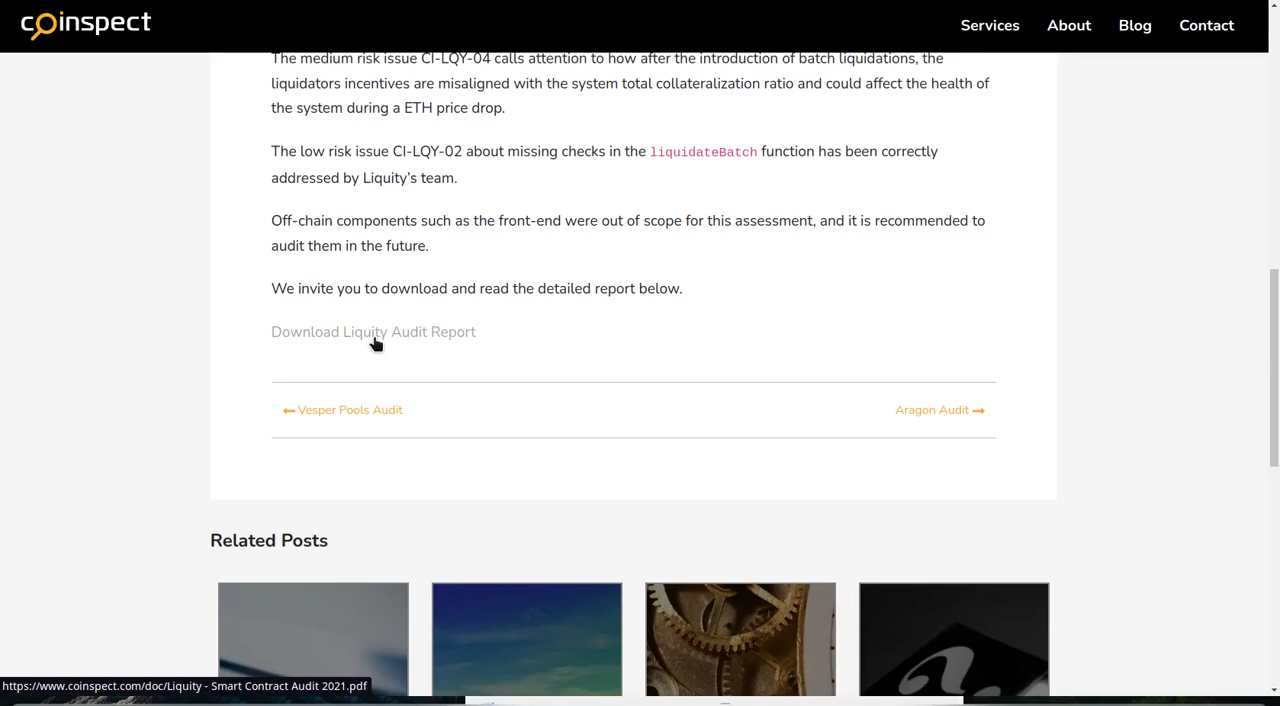 coinspect
Services About Blog Contact
The medium risk issue CI-LQY-04 calls attention to how after the introduction of batch liquidations, the
liquidators incentives are misaligned with the system total collateralization ratio and could affect the health of
the system during a ETH price drop.
The low risk issue CI-LQY-02 about missing checks in the liquidateBatch function has been correctly
addressed by Liquity’s team.
Off-chain components such as the front-end were out of scope for this assessment, and it is recommended to
audit them in the future.
We invite you to download and read the detailed report below.
Download Liquity Audit Report
Vesper Pools Audit
Aragon Audit
Related Posts
https://www.coinspect.com/doc/Liquity - Smart Contract Audit 2021.pdf